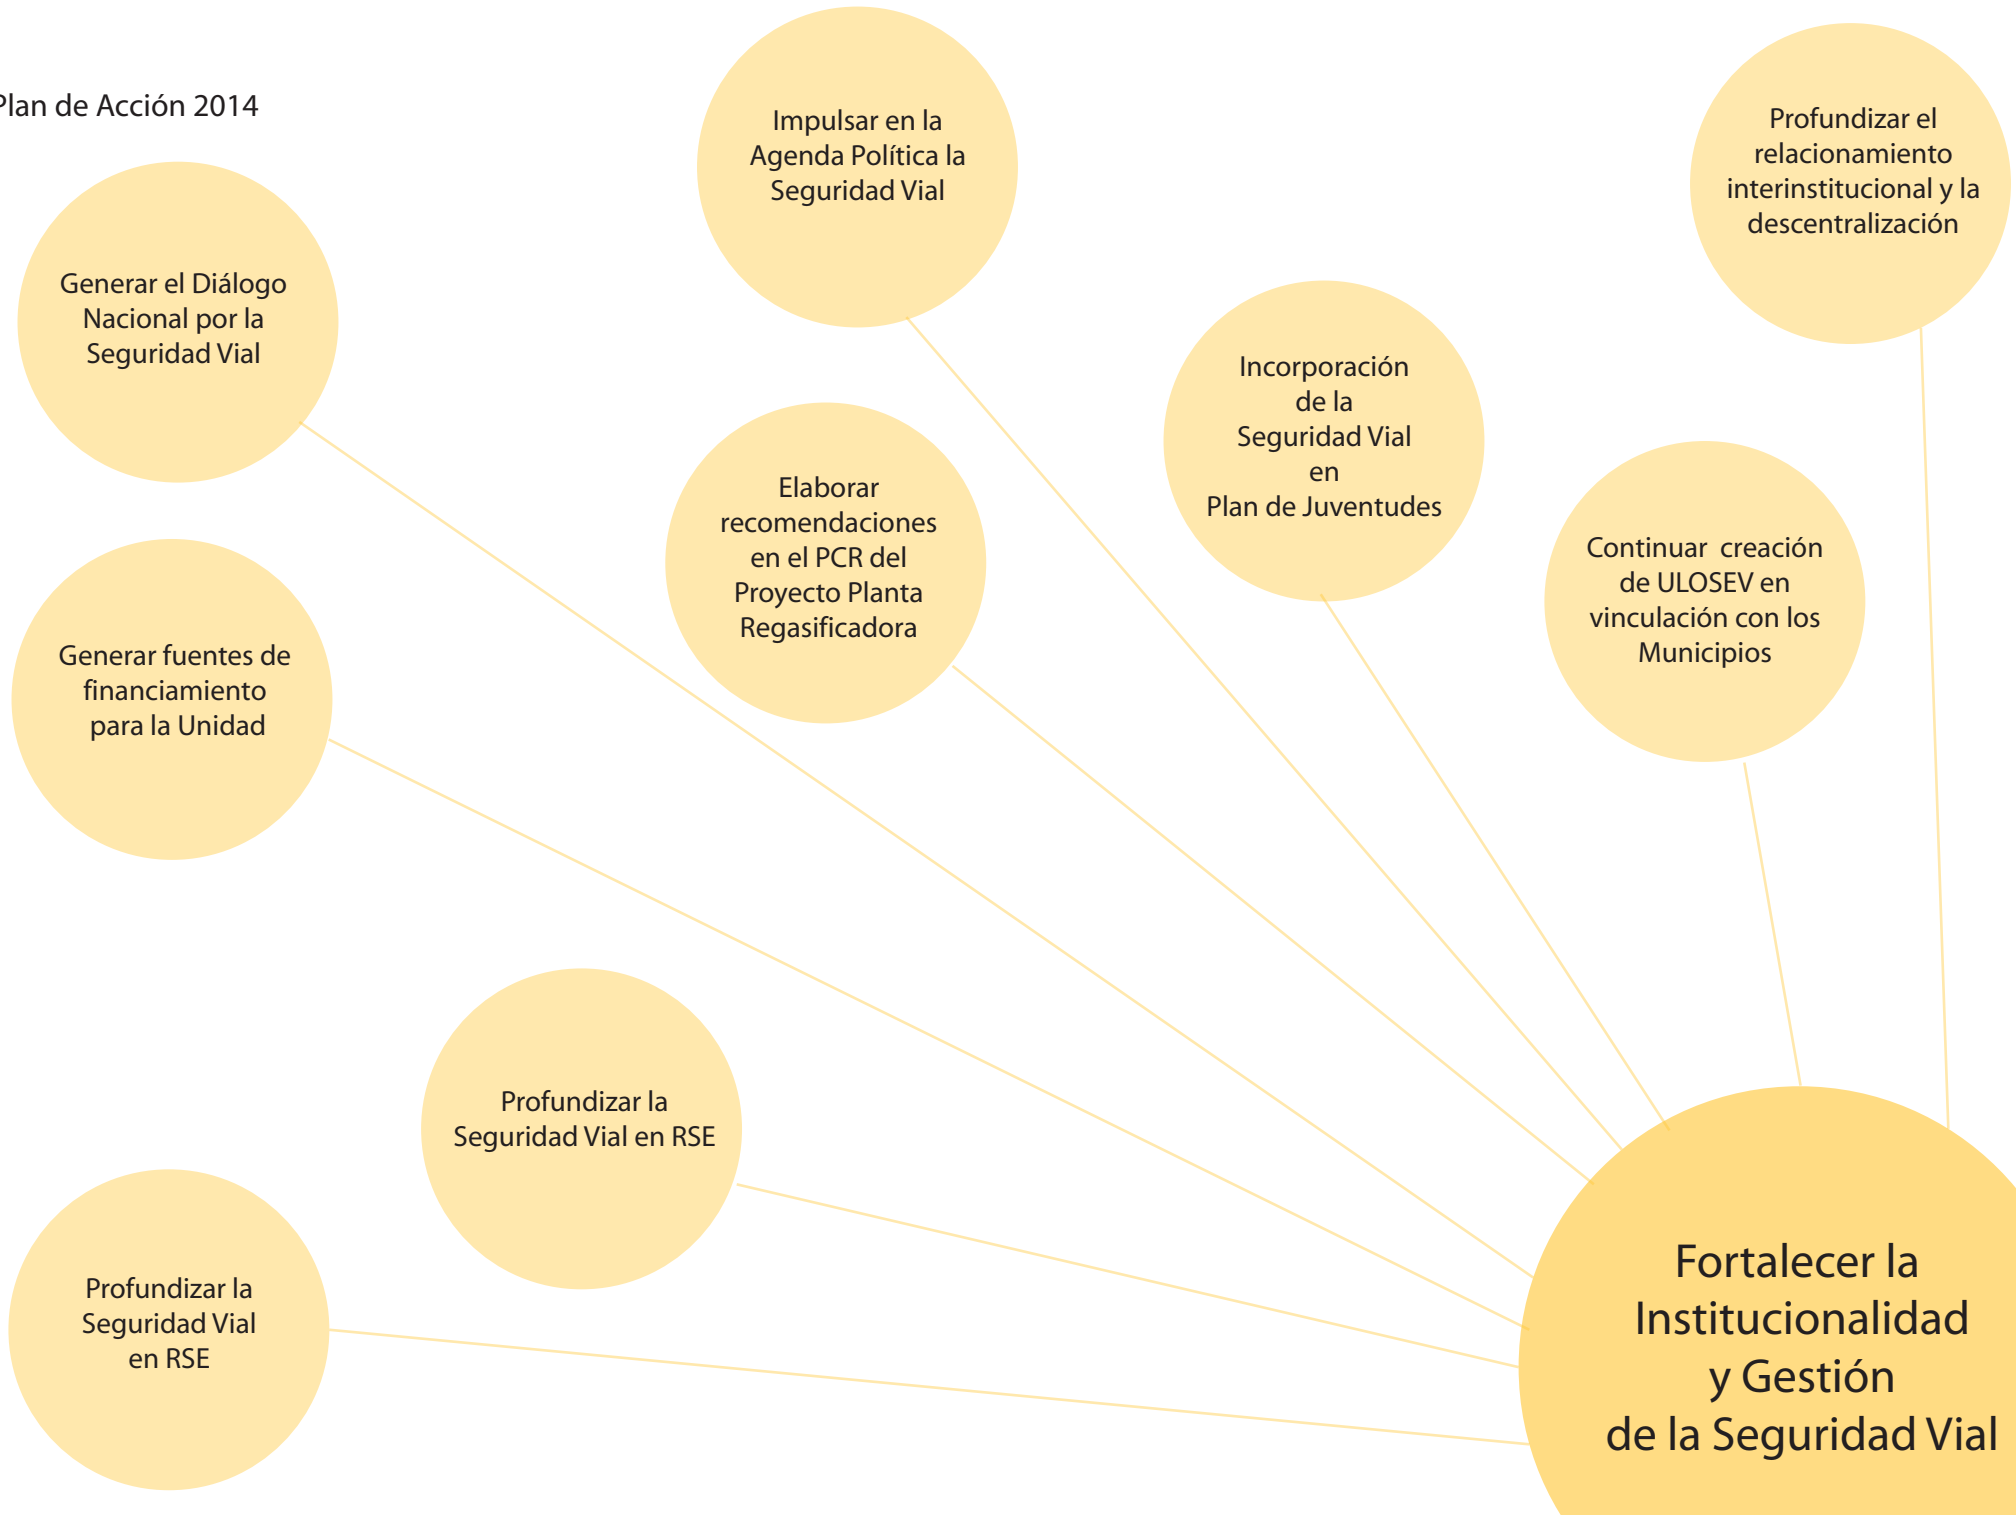 Plan de Acción 2014
Impulsar en la
Agenda Política la
Seguridad Vial
Profundizar el
relacionamiento
interinstitucional y la
descentralización
Generar el Diálogo
Nacional por la
Seguridad Vial
Incorporación
de la
Seguridad Vial
en
Plan de Juventudes
Elaborar
recomendaciones
en el PCR del
Proyecto Planta
Regasificadora
Continuar creación
de ULOSEV en
vinculación con los
Municipios
Generar fuentes de
financiamiento
para la Unidad
Profundizar la
Seguridad Vial en RSE
Profundizar la
Seguridad Vial
en RSE
Fortalecer la
Institucionalidad
y Gestión
de la Seguridad Vial